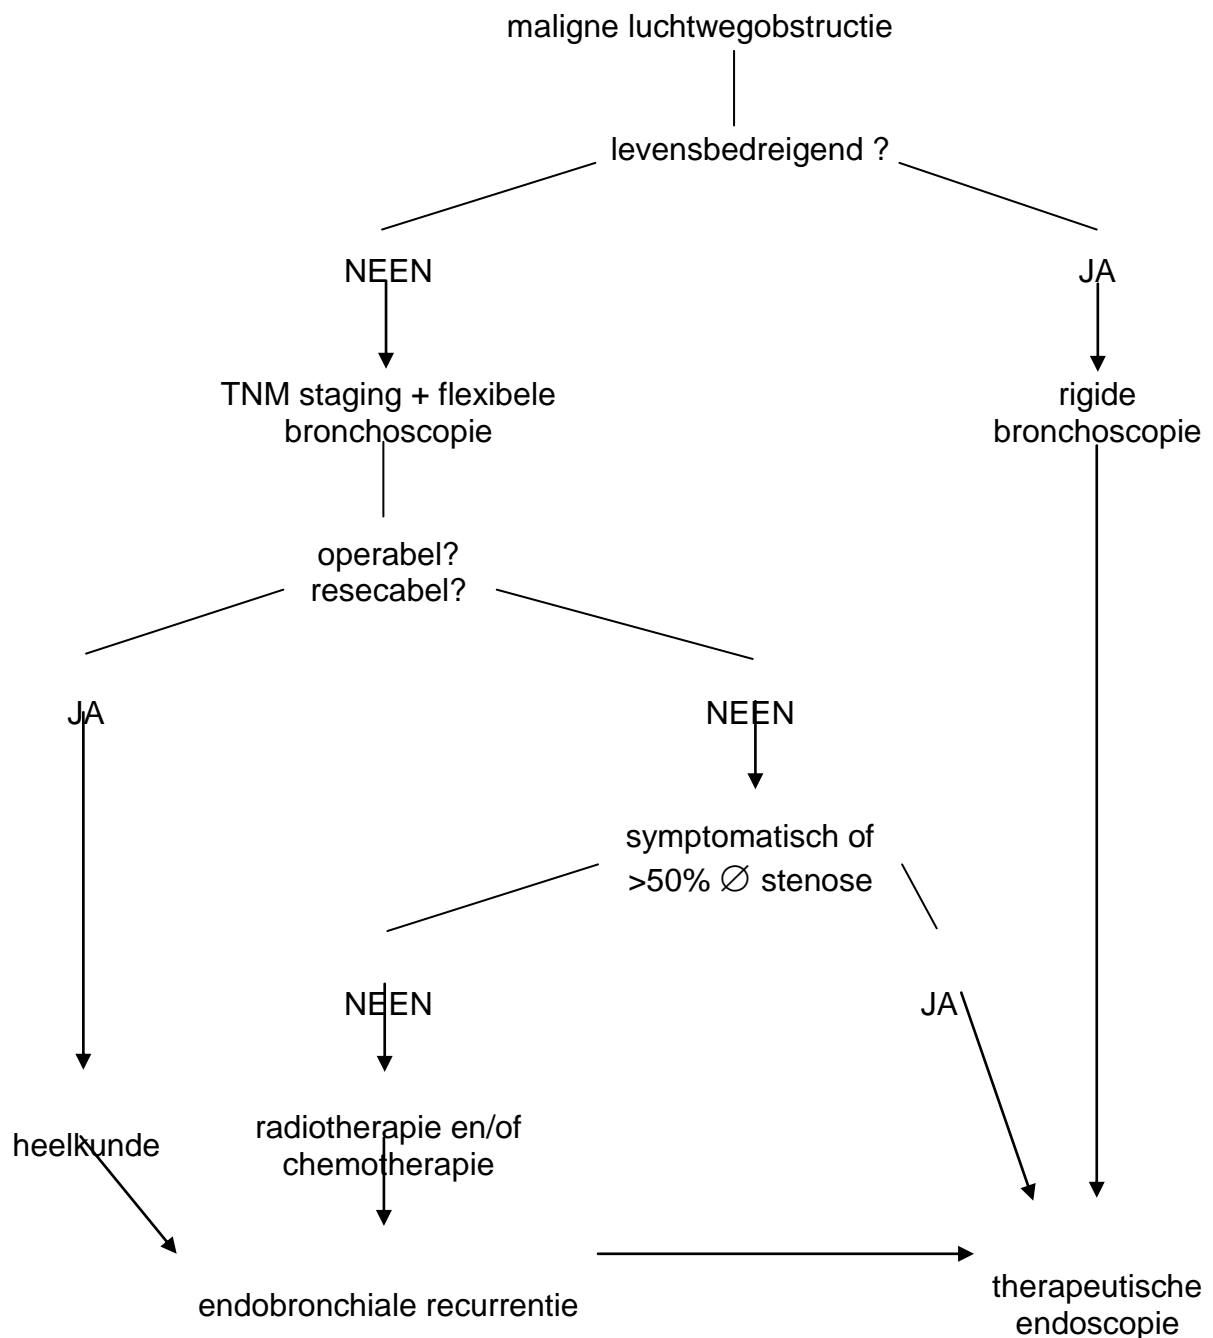 maligne luchtwegobstructie
levensbedreigend ?
NEEN
JA
TNM staging + flexibele
bronchoscopie
rigide
bronchoscopie
operabel?
resecabel?
JA
NEEN
symptomatisch of
>50% ∅ stenose
NEEN
JA
heelkunde
radiotherapie en/of
chemotherapie
endobronchiale recurrentie
therapeutische
endoscopie